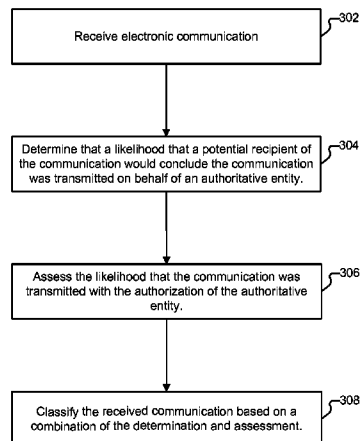 Receive electronic communication
302
Determine that a likelihood that a potential recipient of
the communication would conclude the communication
was transmitted on behalf of an authoritative entity.
304
Assess the likelihood that the communication was
transmitted with the authorization of the authoritative
entity.
306
Classify the received communication based on a
combination of the determination and assessment.
308